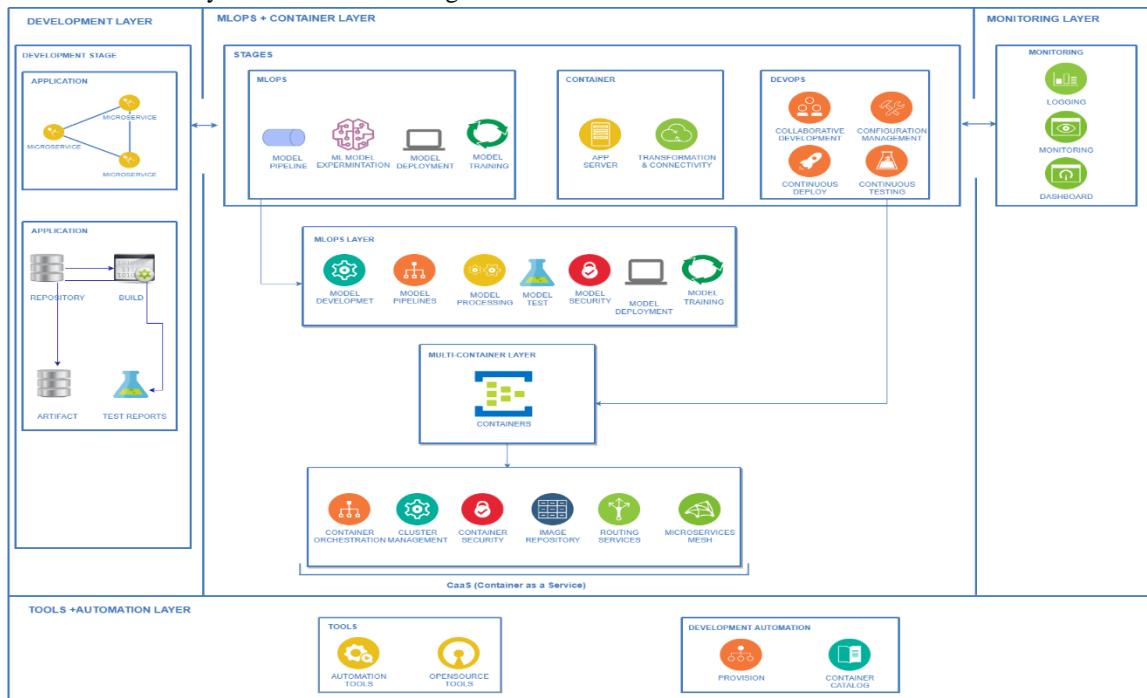 DEVELOPMENT LAYER
DEVELOPMENT STAGE
APPLICATION
MICROSERVICE
MICROSERVICE
MICROSERVICE
APPLICATION
REPOSITORY
BUILD
ARTIFACT
TEST REPORTS
MLOPS + CONTAINER LAYER
STAGES
MLOPS
MODEL
PIPELINE
ML MODEL
EXPERMINTATION
MODEL
DEPLOYMENT
MODEL
TRAINING
CONTAINER
APP
SERVER
TRANSFORMATION
& CONNECTIVITY
DEVOPS
COLLABORATIVE
DEVELOPMENT
CONFIGURATION
MANAGEMENT
CONTINUOUS
DEPLOY
CONTINUOUS
TESTING
MLOPS LAYER
MODEL
DEVELOPMET
MODEL
PIPELINES
MODEL
PROCESSING
MODEL
TEST
MODEL
SECURITY
MODEL
DEPLOYMENT
MODEL
TRAINING
MULTI-CONTAINER LAYER
CONTAINERS
CONTAINER
ORCHESTRATION
CLUSTER
MANAGEMENT
CONTAINER
SECURITY
IMAGE
REPOSITORY
ROUTING
SERVICES
MICROSERVICES
MESH
CaaS (Container as a Service)
MONITORING LAYER
MONITORING
LOGGING
MONITORING
DASHBOARD
TOOLS +AUTOMATION LAYER
TOOLS
AUTOMATION
TOOLS
OPENSOURCE
TOOLS
DEVELOPMENT AUTOMATION
PROVISION
CONTAINER
CATALOG